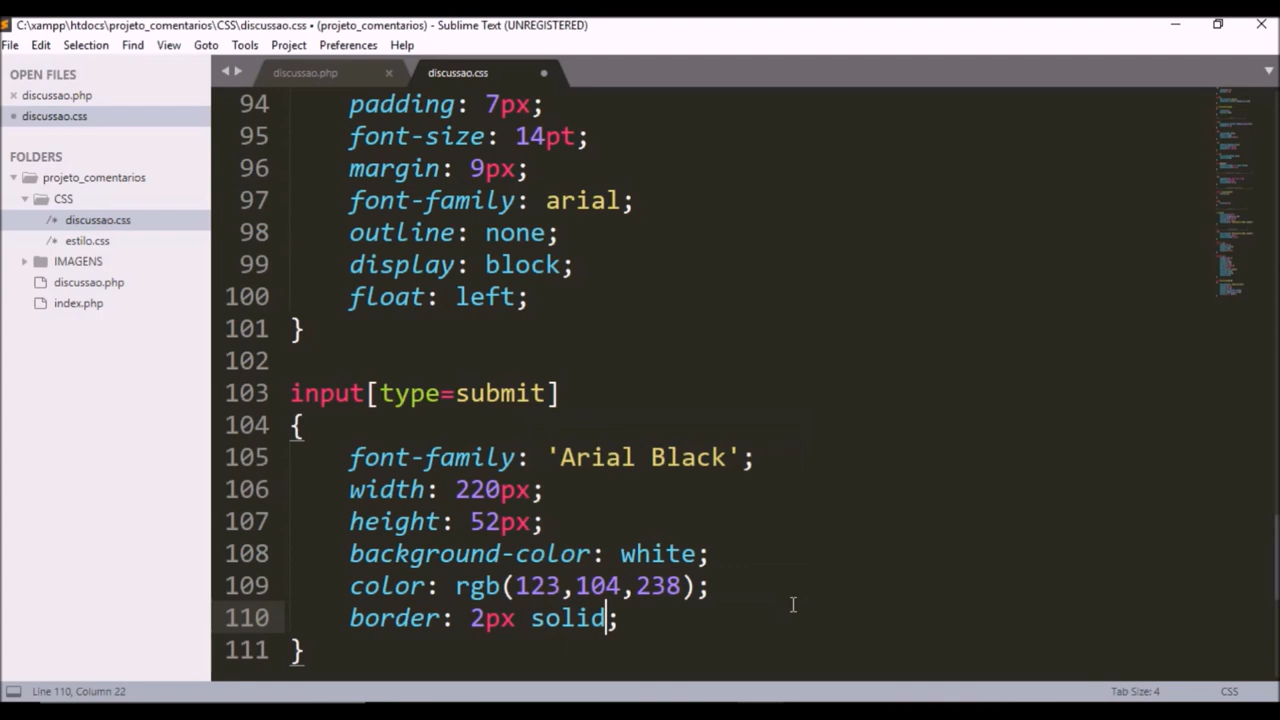 C:\xampp\htdocs\projeto_comentarios\CSS\discussao.css • (projeto_comentarios) - Sublime Text (UNREGISTERED)
File Edit Selection Find View Goto Tools Project Preferences Help
OPEN FILES
discussao.php
discussao.css
FOLDERS
projeto_comentarios
CSS
/* discussao.css
/* estilo.css
IMAGENS
discussao.php
index.php
discussao.php × discussao.css
94 padding: 7px;
95 font-size: 14pt;
96 margin: 9px;
97 font-family: arial;
98 outline: none;
99 display: block;
100 float: left;
101 }
102
103 input[type=submit]
104 {
105 font-family: 'Arial Black';
106 width: 220px;
107 height: 52px;
108 background-color: white;
109 color: rgb(123,104,238);
110 border: 2px solid;
111 }
Line 110, Column 22 Tab Size: 4 CSS